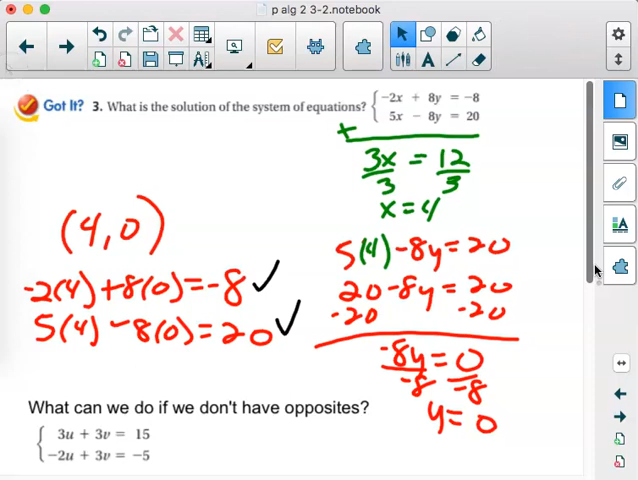 p alg 2 3-2.notebook
Got It? 3. What is the solution of the system of equations? { -2x + 8y = -8
5x - 8y = 20
+
3x = 12
3 3
x = 4
(4, 0)
5(4) - 8y = 20
-2(4) + 8(0) = -8 ✓
20 - 8y = 20
-20 -20
5(4) - 8(0) = 20 ✓
-8y = 0
-8 -8
y = 0
What can we do if we don't have opposites?
{ 3u + 3v = 15
-2u + 3v = -5